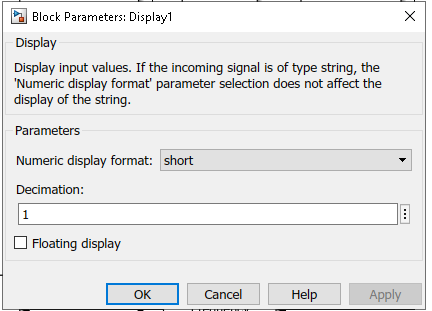 Block Parameters: Display1
Display
Display input values. If the incoming signal is of type string, the
'Numeric display format' parameter selection does not affect the
display of the string.
Parameters
Numeric display format: short
Decimation:
1
Floating display
OK Cancel Help Apply